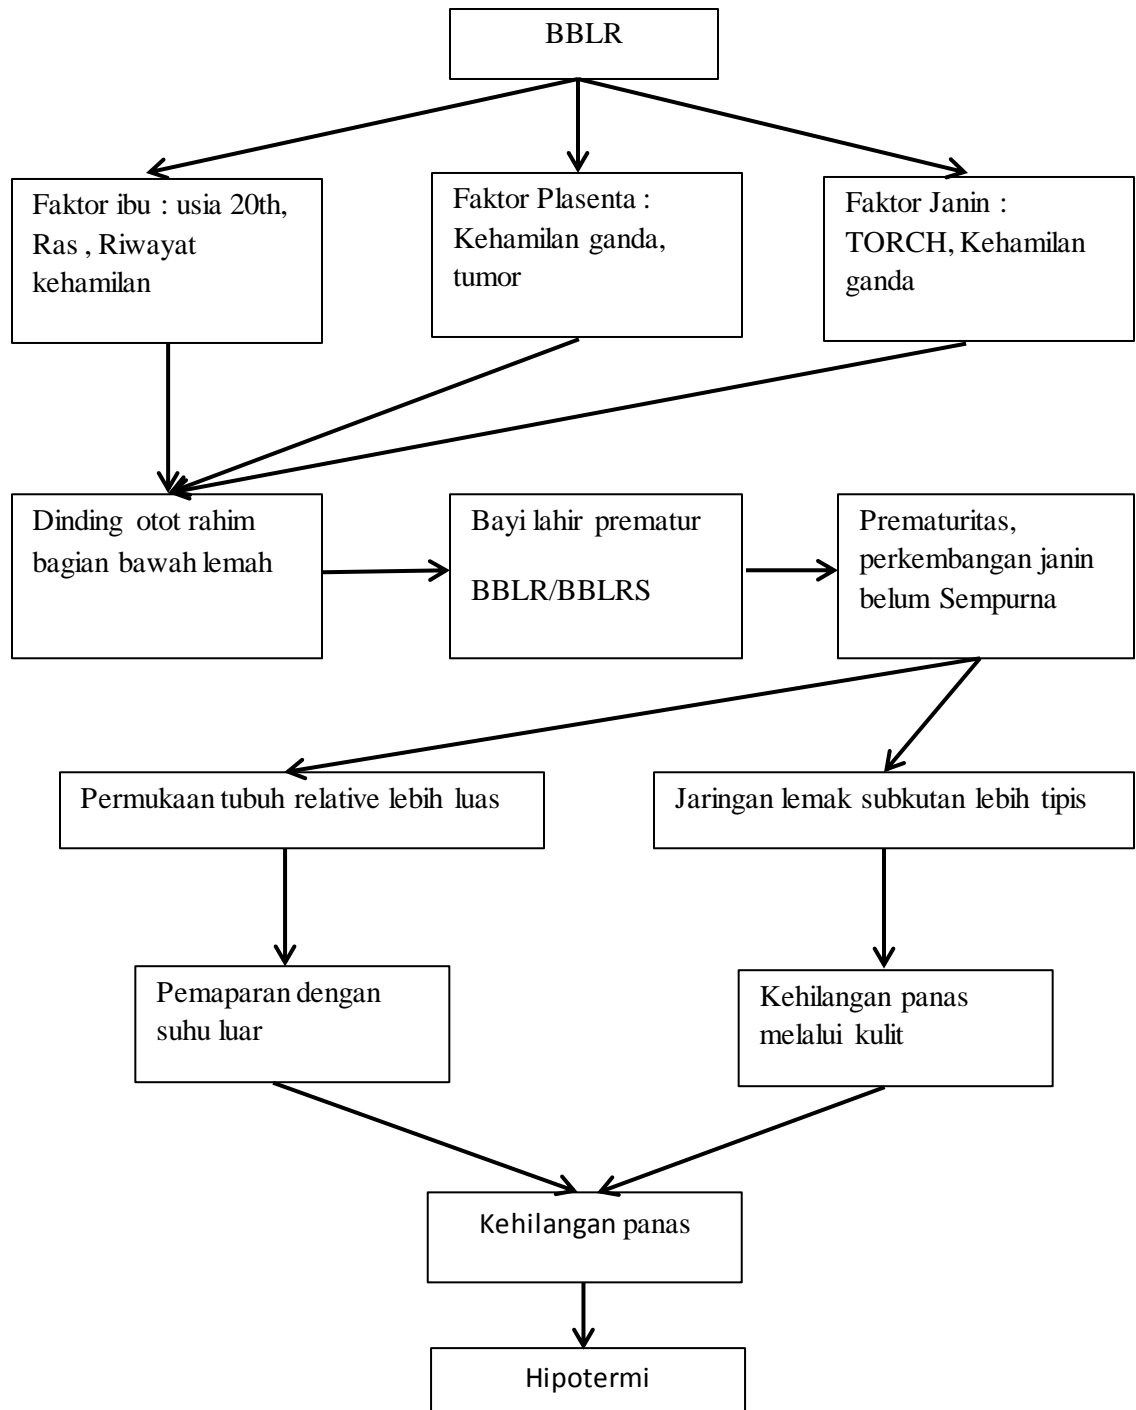 BBLR
Faktor ibu : usia 20th,
Ras , Riwayat
kehamilan
Faktor Plasenta :
Kehamilan ganda,
tumor
Faktor Janin :
TORCH, Kehamilan
ganda
Dinding otot rahim
bagian bawah lemah
Bayi lahir prematur
BBLR/BBLRS
Prematuritas,
perkembangan janin
belum Sempurna
Permukaan tubuh relative lebih luas
Jaringan lemak subkutan lebih tipis
Pemaparan dengan
suhu luar
Kehilangan panas
melalui kulit
Kehilangan panas
Hipotermi